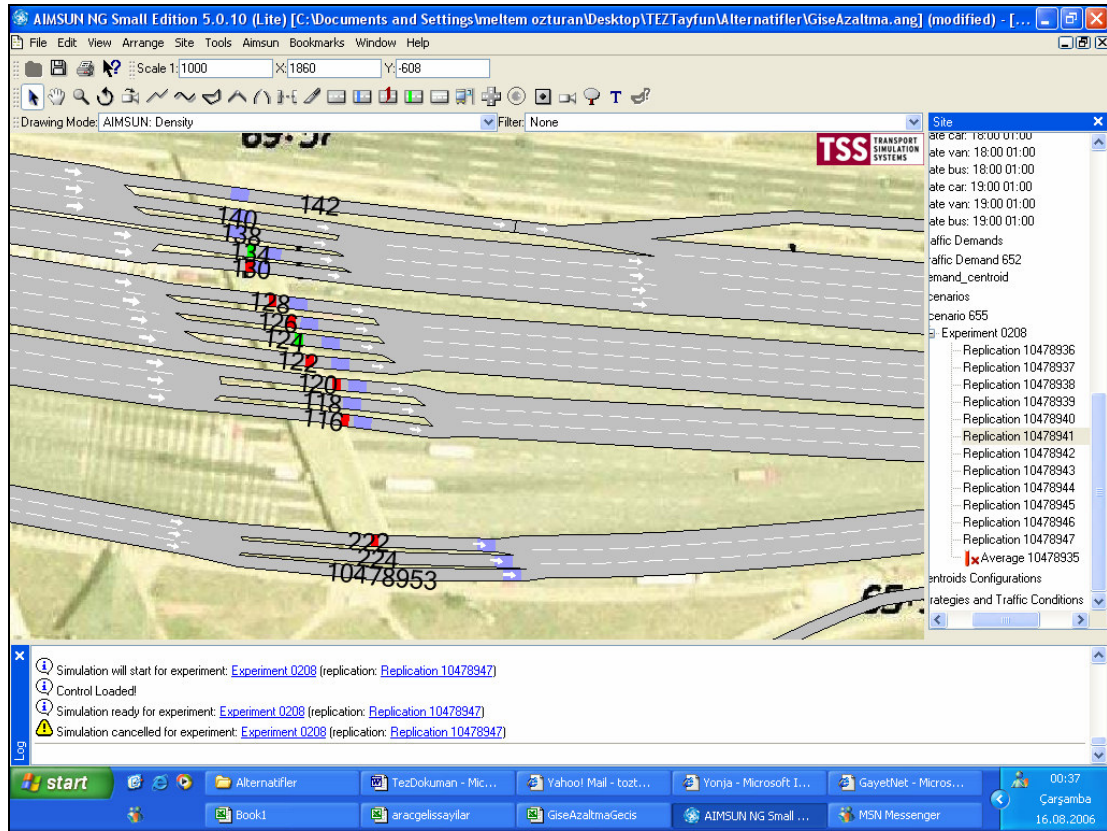 AIMSUN NG Small Edition 5.0.10 (Lite) [C:\Documents and Settings\meltem ozturan\Desktop\TEZTayfun\Alternatifler\GiseAzaltma.ang] (modified) - [...
File Edit View Arrange Site Tools Aimsun Bookmarks Window Help
Scale 1: 1000 X: 1860 Y: -608
Drawing Mode: AIMSUN: Density Filter: None
TSS TRANSPORT SIMULATION SYSTEMS
142
140
138
134
130
128
126
124
122
120
118
116
222
224
10478953
Site
ate car: 18:00 01:00
ate van: 18:00 01:00
ate bus: 18:00 01:00
ate car: 19:00 01:00
ate van: 19:00 01:00
ate bus: 19:00 01:00
affic Demands
raffic Demand 652
emand_centroid
cenarios
cenario 655
Experiment 0208
Replication 10478936
Replication 10478937
Replication 10478938
Replication 10478939
Replication 10478940
Replication 10478941
Replication 10478942
Replication 10478943
Replication 10478944
Replication 10478945
Replication 10478946
Replication 10478947
Average 10478935
entroids Configurations
rategies and Traffic Conditions
Simulation will start for experiment: Experiment 0208 (replication: Replication 10478947)
Control Loaded!
Simulation ready for experiment: Experiment 0208 (replication: Replication 10478947)
Simulation cancelled for experiment: Experiment 0208 (replication: Replication 10478947)
Log
start Alternatifler TezDokuman - Mic... Yahoo! Mail - tozt... Yonja - Microsoft I... GayetNet - Micros... 00:37
Book1 aracgelissayilar GiseAzaltmaGecis AIMSUN NG Small ... MSN Messenger Çarşamba
16.08.2006